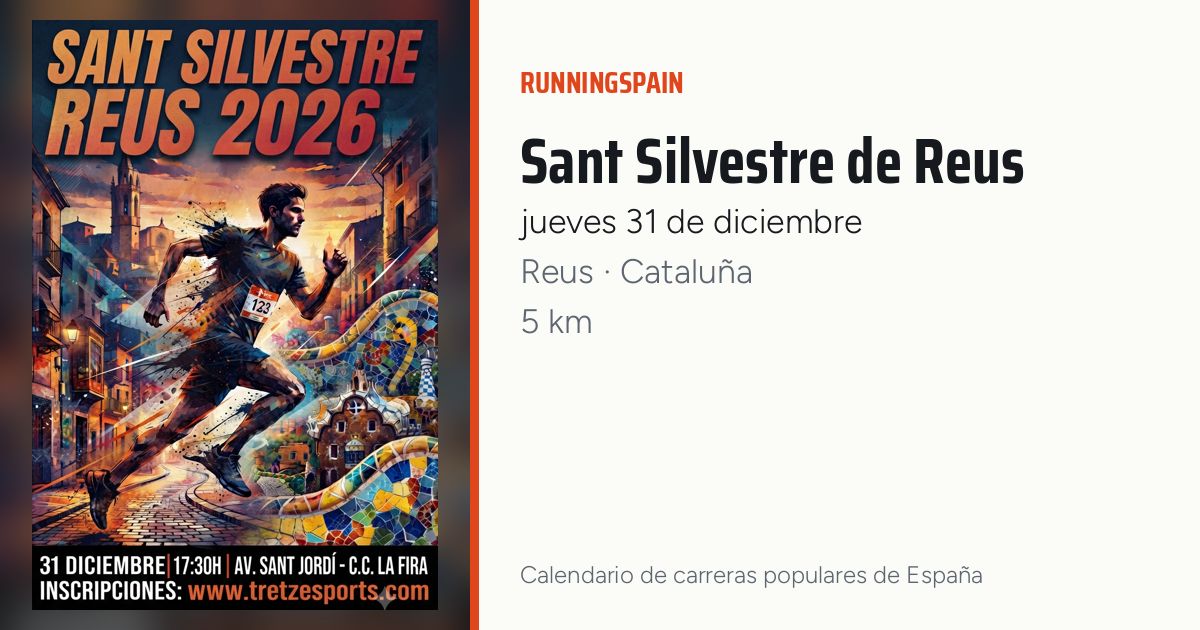 SANT SILVESTRE
REUS 2026
123
31 DICIEMBRE | 17:30H | AV. SANT JORDÍ - C.C. LA FIRA
INSCRIPCIONES: www.tretzesports.com
RUNNINGSPAIN
Sant Silvestre de Reus
jueves 31 de diciembre
Reus · Cataluña
5 km
Calendario de carreras populares de España